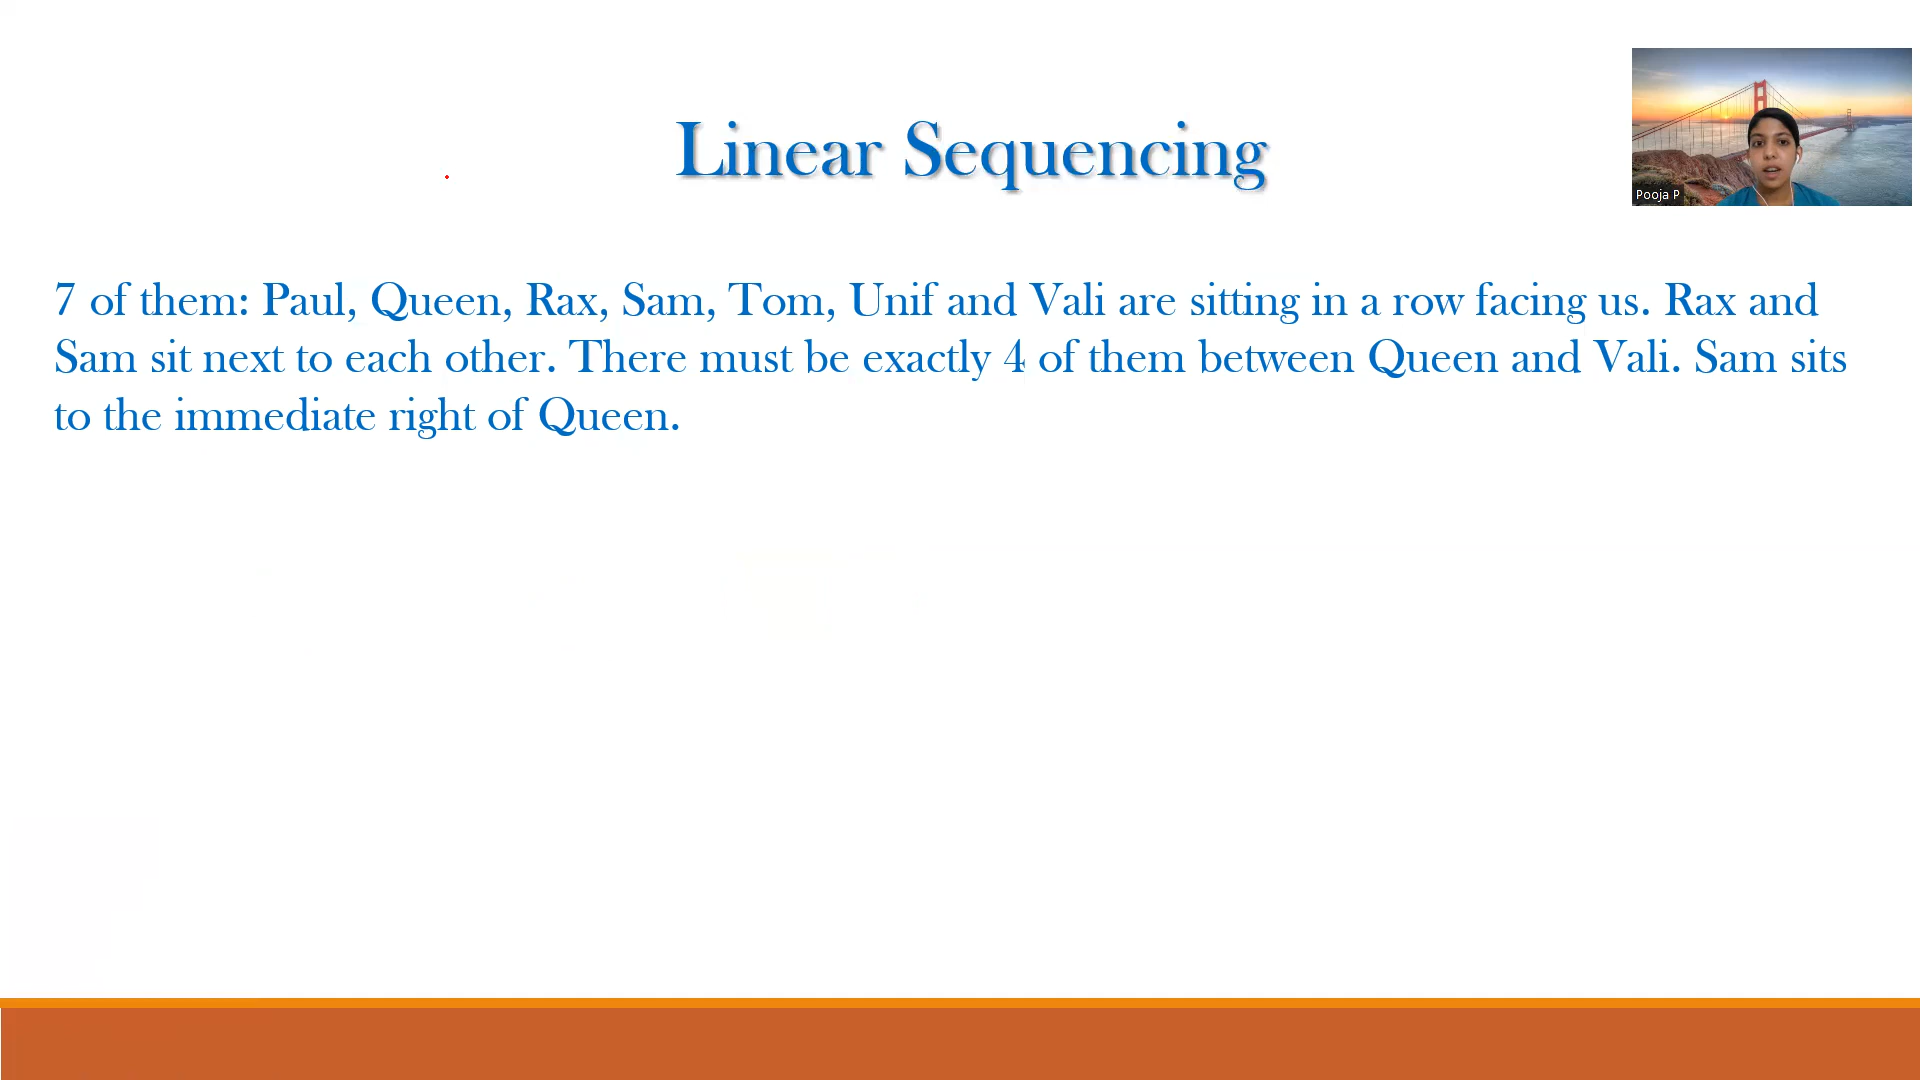 Pooja P
Linear Sequencing
7 of them: Paul, Queen, Rax, Sam, Tom, Unif and Vali are sitting in a row facing us. Rax and
Sam sit next to each other. There must be exactly 4 of them between Queen and Vali. Sam sits
to the immediate right of Queen.